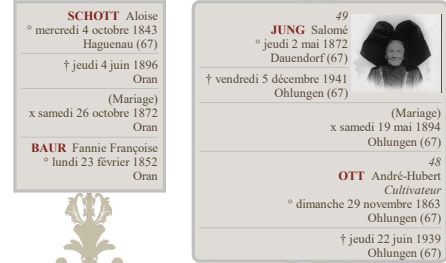 SCHOTT Aloise
° mercredi 4 octobre 1843
Haguenau (67)
† jeudi 4 juin 1896
Oran
(Mariage)
x samedi 26 octobre 1872
Oran
BAUR Fannie Françoise
° lundi 23 février 1852
Oran
49
JUNG Salomé
° jeudi 2 mai 1872
Dauendorf (67)
† vendredi 5 décembre 1941
Ohlungen (67)
(Mariage)
x samedi 19 mai 1894
Ohlungen (67)
48
OTT André-Hubert
Cultivateur
° dimanche 29 novembre 1863
Ohlungen (67)
† jeudi 22 juin 1939
Ohlungen (67)